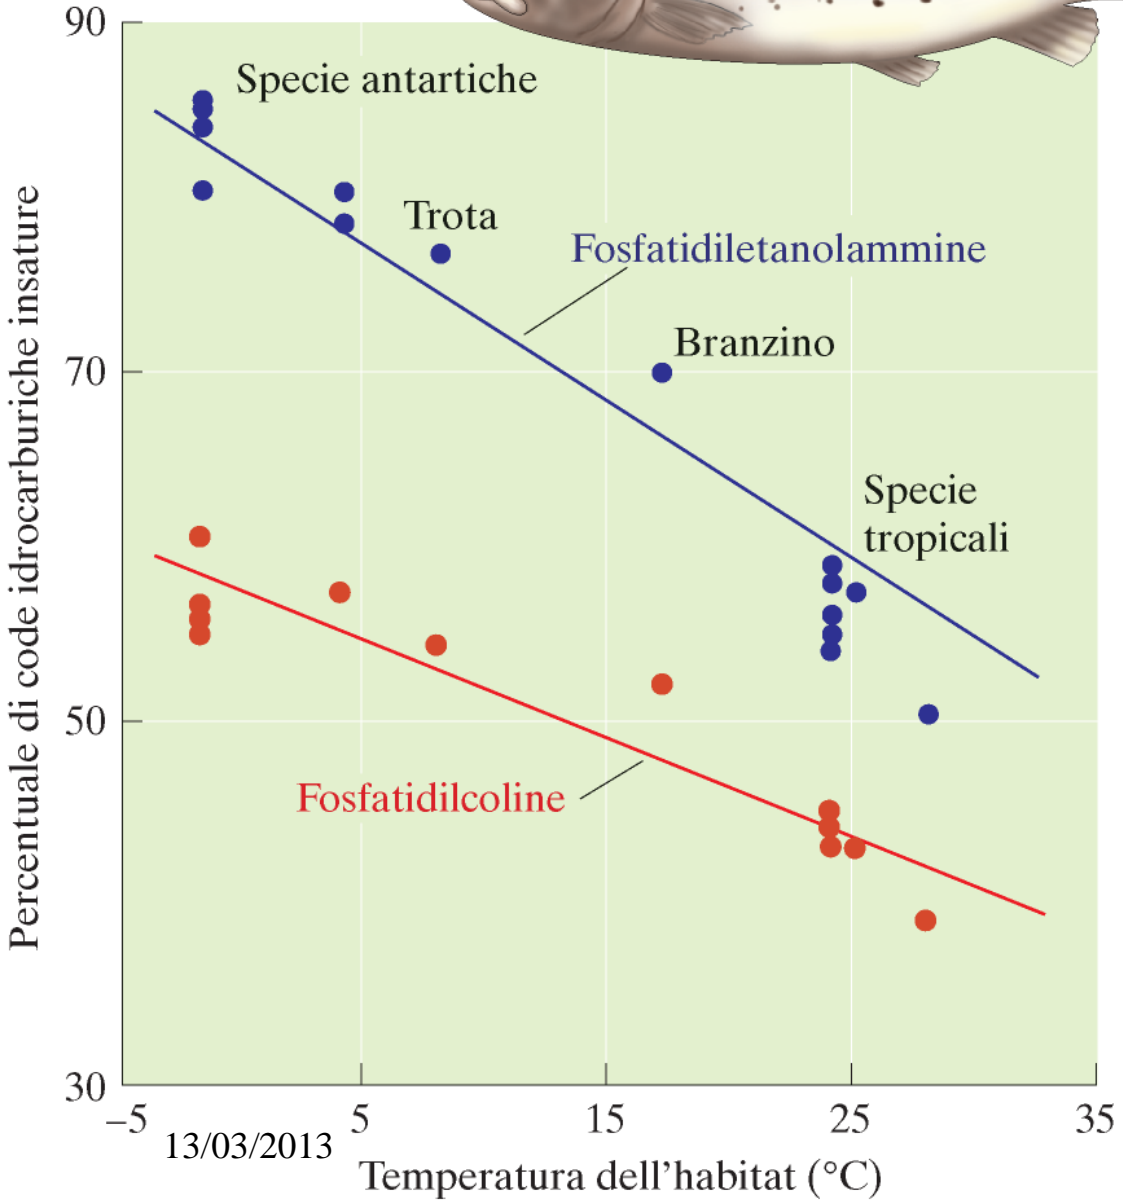 90
Specie antartiche
Trota
Fosfatidiletanolammine
Branzino
70
Specie
tropicali
50
Fosfatidilcoline
30
–5
5
15
25
35
13/03/2013
Temperatura dell'habitat (°C)
Percentuale di code idrocarburiche insature